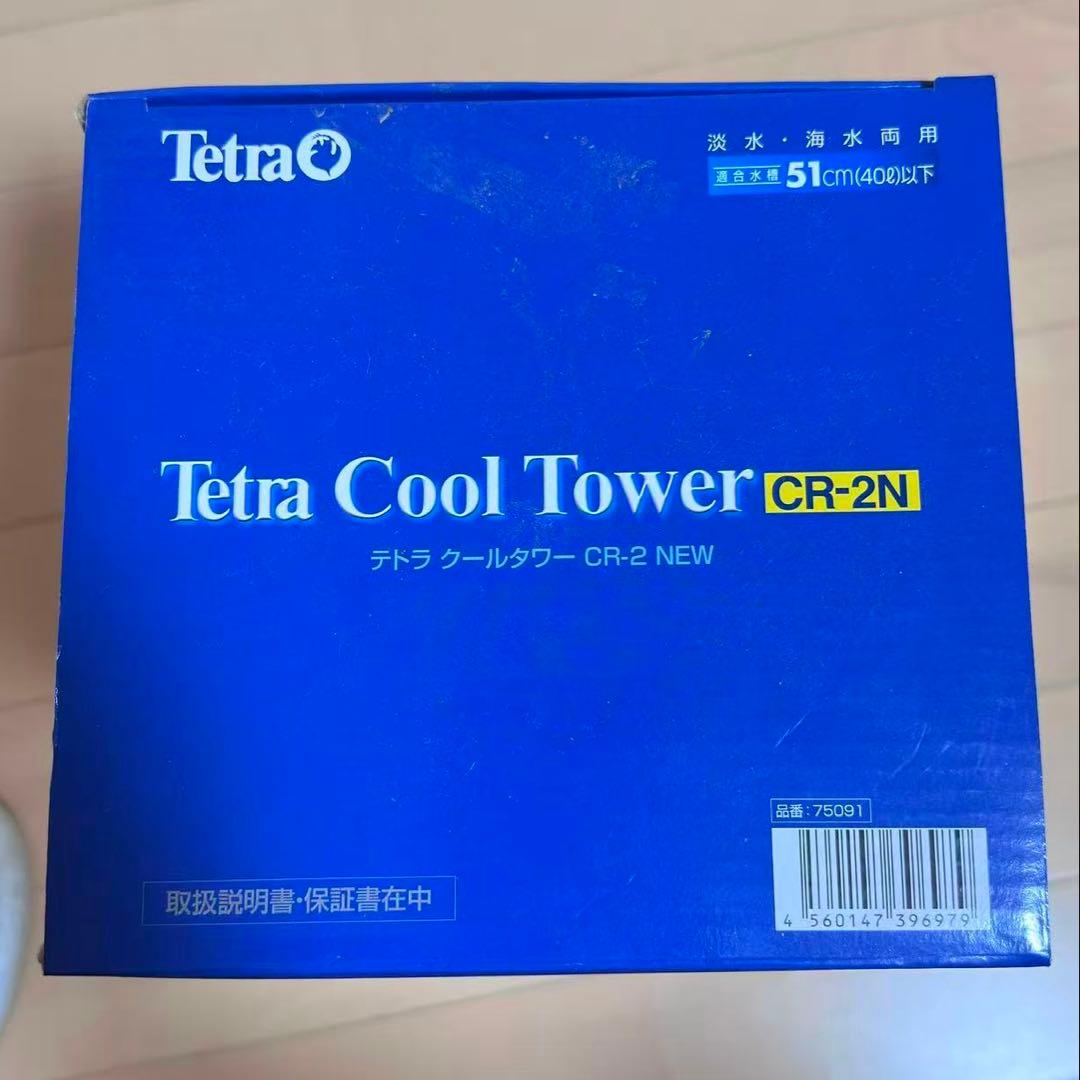 Tetra
淡水・海水両用
適合水槽 51cm(40ℓ)以下
Tetra Cool Tower CR-2N
テトラ クールタワー CR-2 NEW
品番:75091
取扱説明書・保証書在中
4 560147 396979